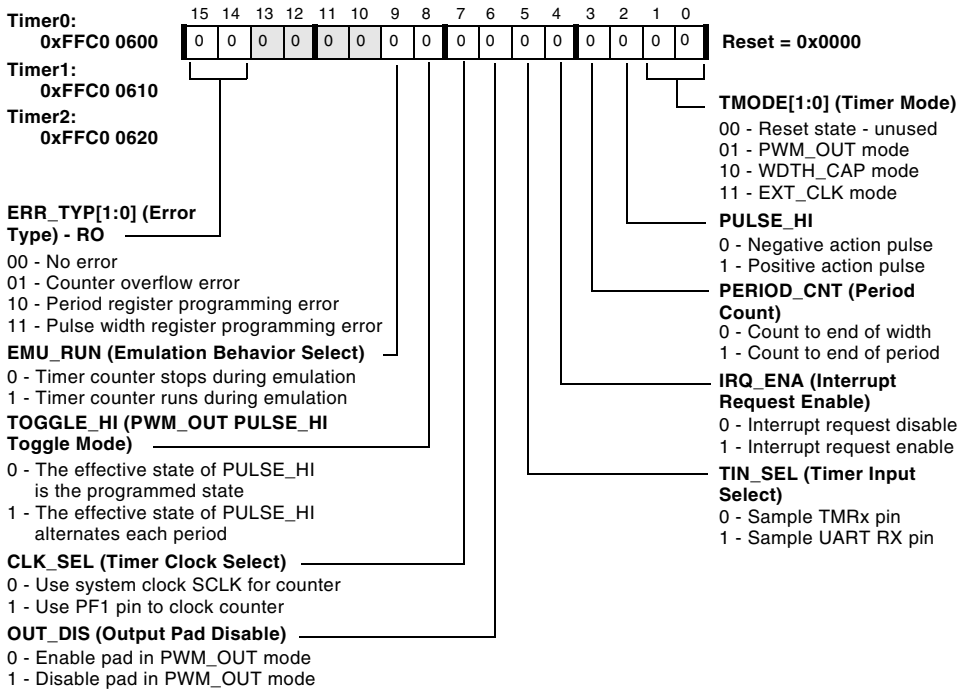 Timer0:
0xFFC0 0600
Timer1:
0xFFC0 0610
Timer2:
0xFFC0 0620
15 14 13 12 11 10 9 8 7 6 5 4 3 2 1 0
0 0 0 0 0 0 0 0 0 0 0 0 0 0 0 0
Reset = 0x0000
ERR_TYP[1:0] (Error
Type) - RO
00 - No error
01 - Counter overflow error
10 - Period register programming error
11 - Pulse width register programming error
EMU_RUN (Emulation Behavior Select)
0 - Timer counter stops during emulation
1 - Timer counter runs during emulation
TOGGLE_HI (PWM_OUT PULSE_HI
Toggle Mode)
0 - The effective state of PULSE_HI
is the programmed state
1 - The effective state of PULSE_HI
alternates each period
CLK_SEL (Timer Clock Select)
0 - Use system clock SCLK for counter
1 - Use PF1 pin to clock counter
OUT_DIS (Output Pad Disable)
0 - Enable pad in PWM_OUT mode
1 - Disable pad in PWM_OUT mode
TMODE[1:0] (Timer Mode)
00 - Reset state - unused
01 - PWM_OUT mode
10 - WDTH_CAP mode
11 - EXT_CLK mode
PULSE_HI
0 - Negative action pulse
1 - Positive action pulse
PERIOD_CNT (Period
Count)
0 - Count to end of width
1 - Count to end of period
IRQ_ENA (Interrupt
Request Enable)
0 - Interrupt request disable
1 - Interrupt request enable
TIN_SEL (Timer Input
Select)
0 - Sample TMRx pin
1 - Sample UART RX pin